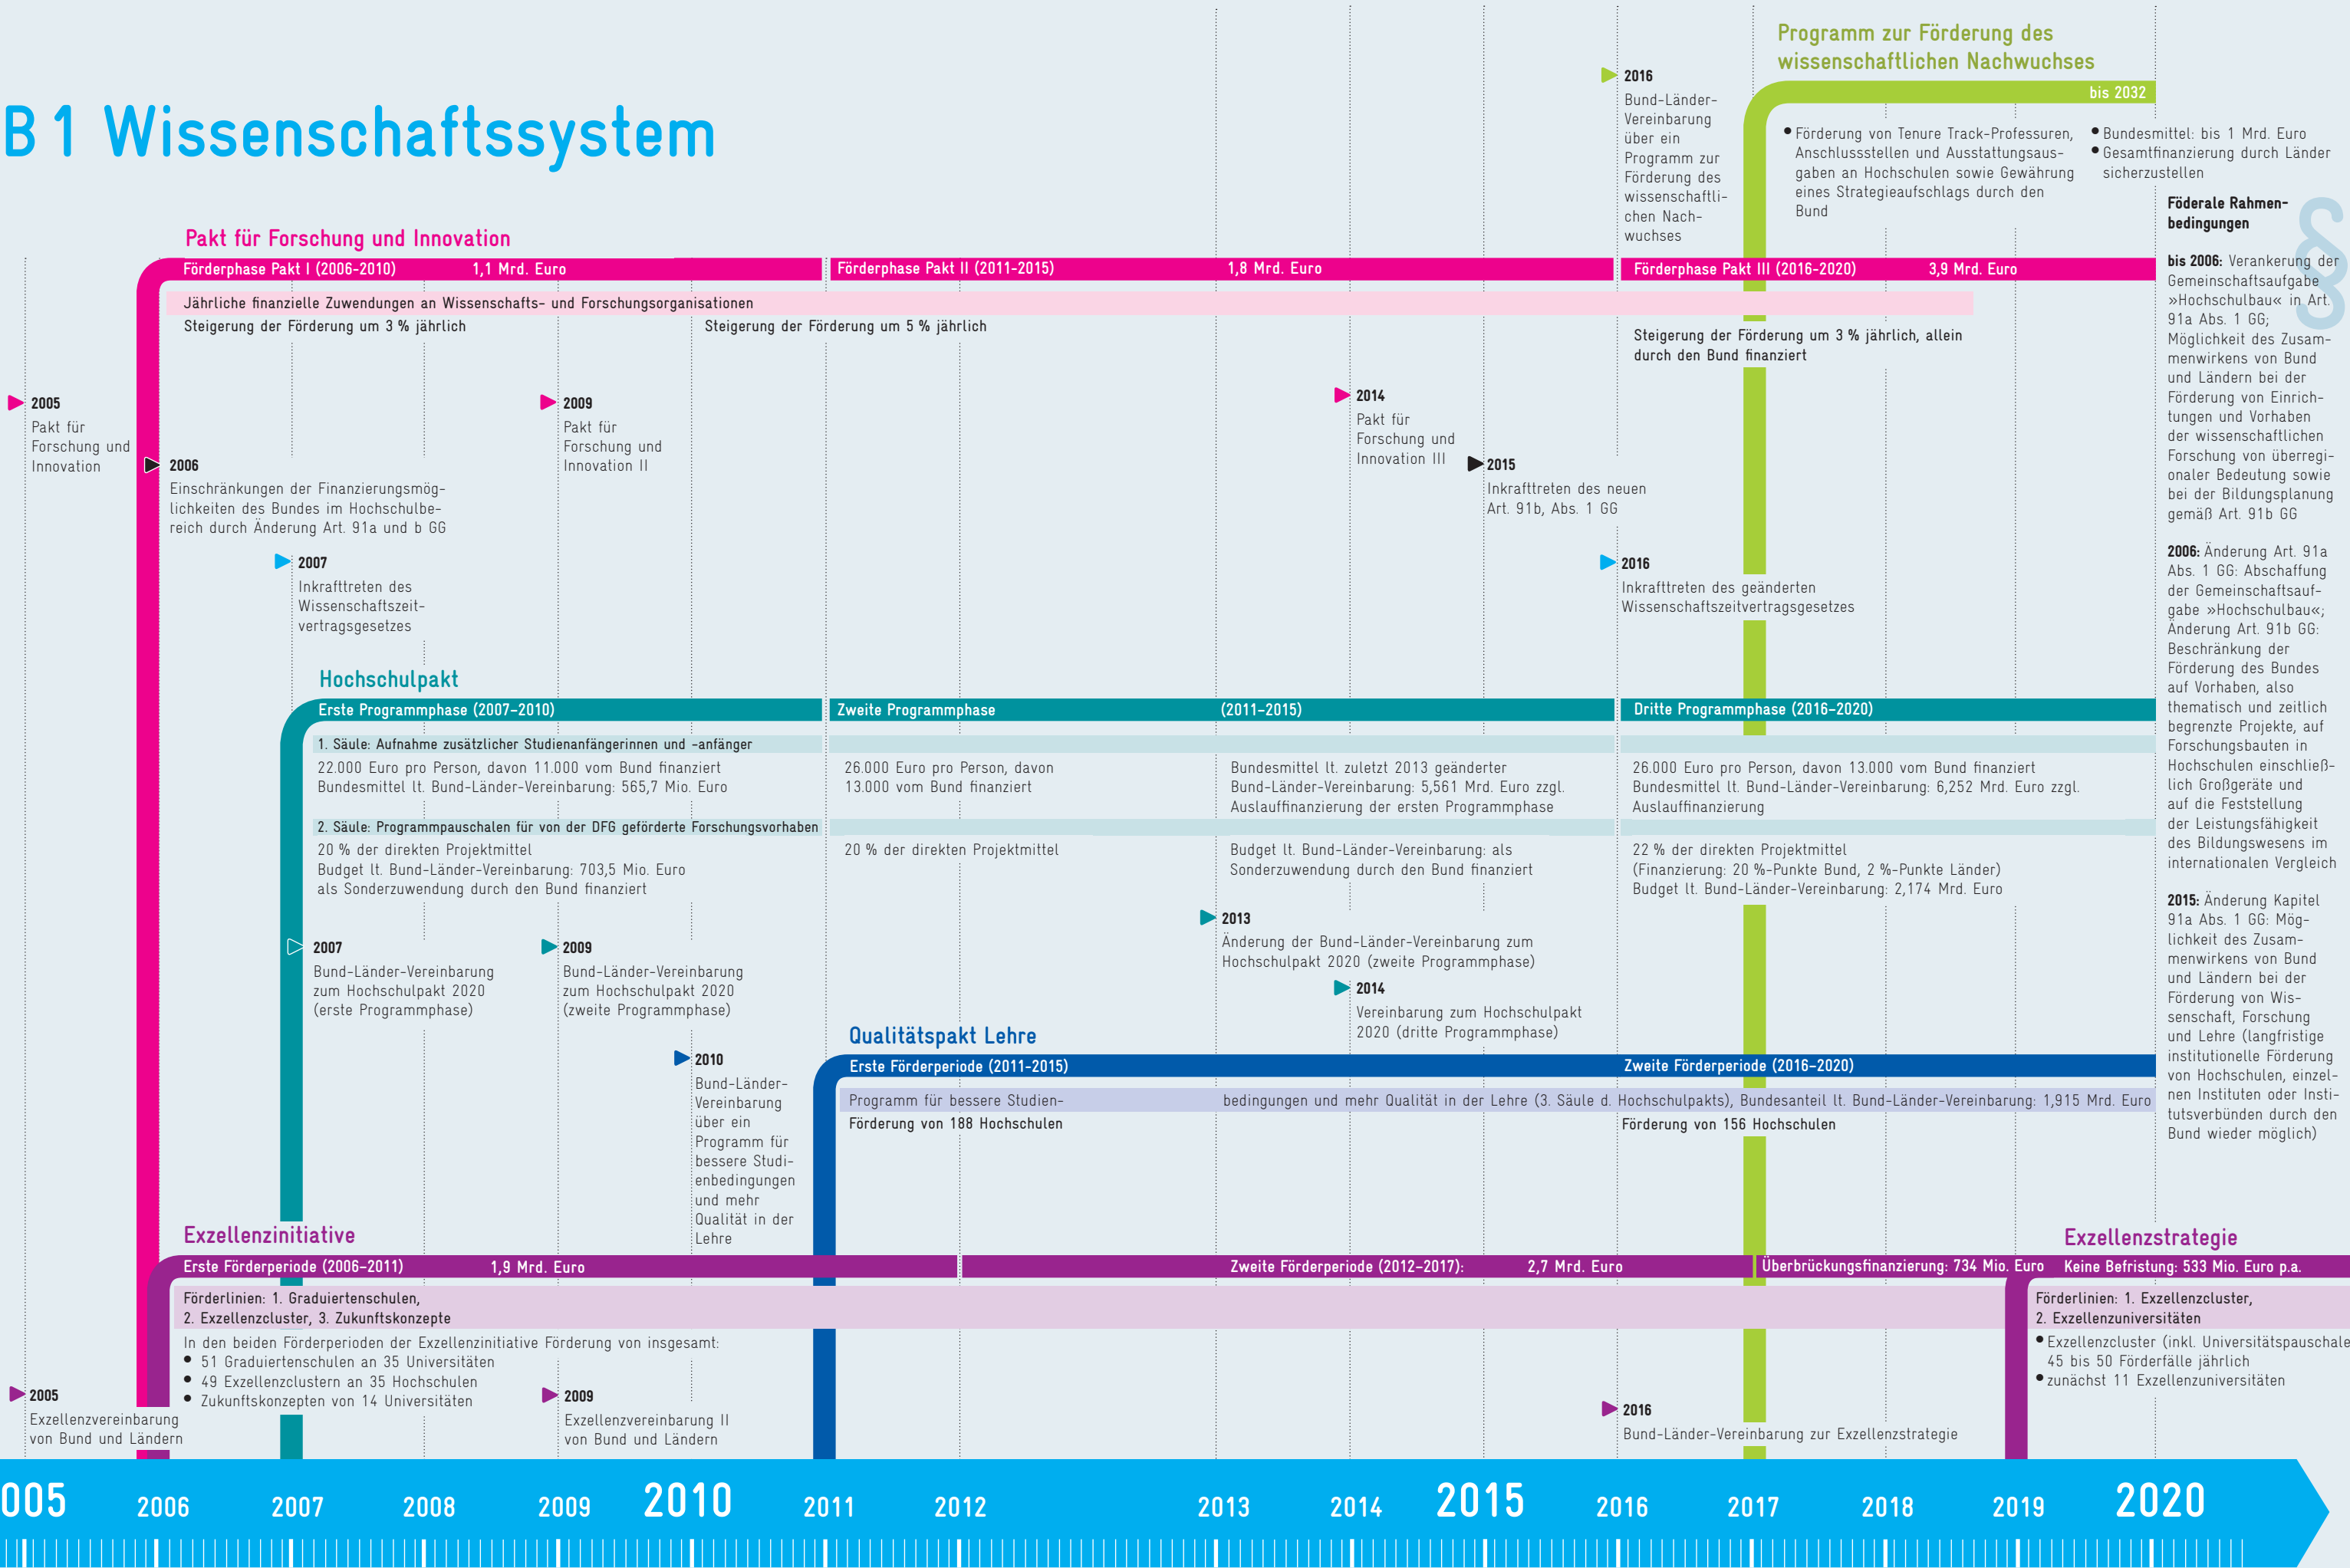 B 1 Wissenschaftssystem
Programm zur Förderung des
wissenschaftlichen Nachwuchses
bis 2032
• Förderung von Tenure Track-Professuren,
Anschlussstellen und Ausstattungsaus-
gaben an Hochschulen sowie Gewährung
eines Strategieaufschlags durch den
Bund
• Bundesmittel: bis 1 Mrd. Euro
• Gesamtfinanzierung durch Länder
sicherzustellen
2016
Bund-Länder-
Vereinbarung
über ein
Programm zur
Förderung des
wissenschaftli-
chen Nach-
wuchses
Pakt für Forschung und Innovation
Förderphase Pakt I (2006-2010) 1,1 Mrd. Euro
Förderphase Pakt II (2011-2015) 1,8 Mrd. Euro
Förderphase Pakt III (2016-2020) 3,9 Mrd. Euro
Jährliche finanzielle Zuwendungen an Wissenschafts- und Forschungsorganisationen
Steigerung der Förderung um 3 % jährlich
Steigerung der Förderung um 5 % jährlich
Steigerung der Förderung um 3 % jährlich, allein
durch den Bund finanziert
2005
Pakt für
Forschung und
Innovation
2006
Einschränkungen der Finanzierungsmög-
lichkeiten des Bundes im Hochschulbe-
reich durch Änderung Art. 91a und b GG
2009
Pakt für
Forschung und
Innovation II
2014
Pakt für
Forschung und
Innovation III
2015
Inkrafttreten des neuen
Art. 91b, Abs. 1 GG
2007
Inkrafttreten des
Wissenschaftszeit-
vertragsgesetzes
2016
Inkrafttreten des geänderten
Wissenschaftszeitvertragsgesetzes
Hochschulpakt
Erste Programmphase (2007-2010)
Zweite Programmphase (2011-2015)
Dritte Programmphase (2016-2020)
1. Säule: Aufnahme zusätzlicher Studienanfängerinnen und -anfänger
22.000 Euro pro Person, davon 11.000 vom Bund finanziert
Bundesmittel lt. Bund-Länder-Vereinbarung: 565,7 Mio. Euro
26.000 Euro pro Person, davon
13.000 vom Bund finanziert
Bundesmittel lt. zuletzt 2013 geänderter
Bund-Länder-Vereinbarung: 5,561 Mrd. Euro zzgl.
Auslauffinanzierung der ersten Programmphase
26.000 Euro pro Person, davon 13.000 vom Bund finanziert
Bundesmittel lt. Bund-Länder-Vereinbarung: 6,252 Mrd. Euro zzgl.
Auslauffinanzierung
2. Säule: Programmpauschalen für von der DFG geförderte Forschungsvorhaben
20 % der direkten Projektmittel
Budget lt. Bund-Länder-Vereinbarung: 703,5 Mio. Euro
als Sonderzuwendung durch den Bund finanziert
20 % der direkten Projektmittel
Budget lt. Bund-Länder-Vereinbarung: als
Sonderzuwendung durch den Bund finanziert
22 % der direkten Projektmittel
(Finanzierung: 20 %-Punkte Bund, 2 %-Punkte Länder)
Budget lt. Bund-Länder-Vereinbarung: 2,174 Mrd. Euro
2007
Bund-Länder-Vereinbarung
zum Hochschulpakt 2020
(erste Programmphase)
2009
Bund-Länder-Vereinbarung
zum Hochschulpakt 2020
(zweite Programmphase)
2013
Änderung der Bund-Länder-Vereinbarung zum
Hochschulpakt 2020 (zweite Programmphase)
2014
Vereinbarung zum Hochschulpakt
2020 (dritte Programmphase)
2010
Bund-Länder-
Vereinbarung
über ein
Programm für
bessere Studi-
enbedingungen
und mehr
Qualität in der
Lehre
Qualitätspakt Lehre
Erste Förderperiode (2011-2015)
Zweite Förderperiode (2016-2020)
Programm für bessere Studien- bedingungen und mehr Qualität in der Lehre (3. Säule d. Hochschulpakts), Bundesanteil lt. Bund-Länder-Vereinbarung: 1,915 Mrd. Euro
Förderung von 188 Hochschulen
Förderung von 156 Hochschulen
Exzellenzinitiative
Erste Förderperiode (2006-2011) 1,9 Mrd. Euro
Zweite Förderperiode (2012-2017): 2,7 Mrd. Euro
Überbrückungsfinanzierung: 734 Mio. Euro
Förderlinien: 1. Graduiertenschulen,
2. Exzellenzcluster, 3. Zukunftskonzepte
In den beiden Förderperioden der Exzellenzinitiative Förderung von insgesamt:
• 51 Graduiertenschulen an 35 Universitäten
• 49 Exzellenzclustern an 35 Hochschulen
• Zukunftskonzepten von 14 Universitäten
2005
Exzellenzvereinbarung
von Bund und Ländern
2009
Exzellenzvereinbarung II
von Bund und Ländern
2016
Bund-Länder-Vereinbarung zur Exzellenzstrategie
Exzellenzstrategie
Keine Befristung: 533 Mio. Euro p.a.
Förderlinien: 1. Exzellenzcluster,
2. Exzellenzuniversitäten
• Exzellenzcluster (inkl. Universitätspauschale
45 bis 50 Förderfälle jährlich
• zunächst 11 Exzellenzuniversitäten
§
Föderale Rahmen-
bedingungen
bis 2006: Verankerung der
Gemeinschaftsaufgabe
»Hochschulbau« in Art.
91a Abs. 1 GG;
Möglichkeit des Zusam-
menwirkens von Bund
und Ländern bei der
Förderung von Einrich-
tungen und Vorhaben
der wissenschaftlichen
Forschung von überregi-
onaler Bedeutung sowie
bei der Bildungsplanung
gemäß Art. 91b GG
2006: Änderung Art. 91a
Abs. 1 GG: Abschaffung
der Gemeinschaftsauf-
gabe »Hochschulbau«;
Änderung Art. 91b GG:
Beschränkung der
Förderung des Bundes
auf Vorhaben, also
thematisch und zeitlich
begrenzte Projekte, auf
Forschungsbauten in
Hochschulen einschließ-
lich Großgeräte und
auf die Feststellung
der Leistungsfähigkeit
des Bildungswesens im
internationalen Vergleich
2015: Änderung Kapitel
91a Abs. 1 GG: Mög-
lichkeit des Zusam-
menwirkens von Bund
und Ländern bei der
Förderung von Wis-
senschaft, Forschung
und Lehre (langfristige
institutionelle Förderung
von Hochschulen, einzel-
nen Instituten oder Insti-
tutsverbünden durch den
Bund wieder möglich)
005 2006 2007 2008 2009 2010 2011 2012 2013 2014 2015 2016 2017 2018 2019 2020